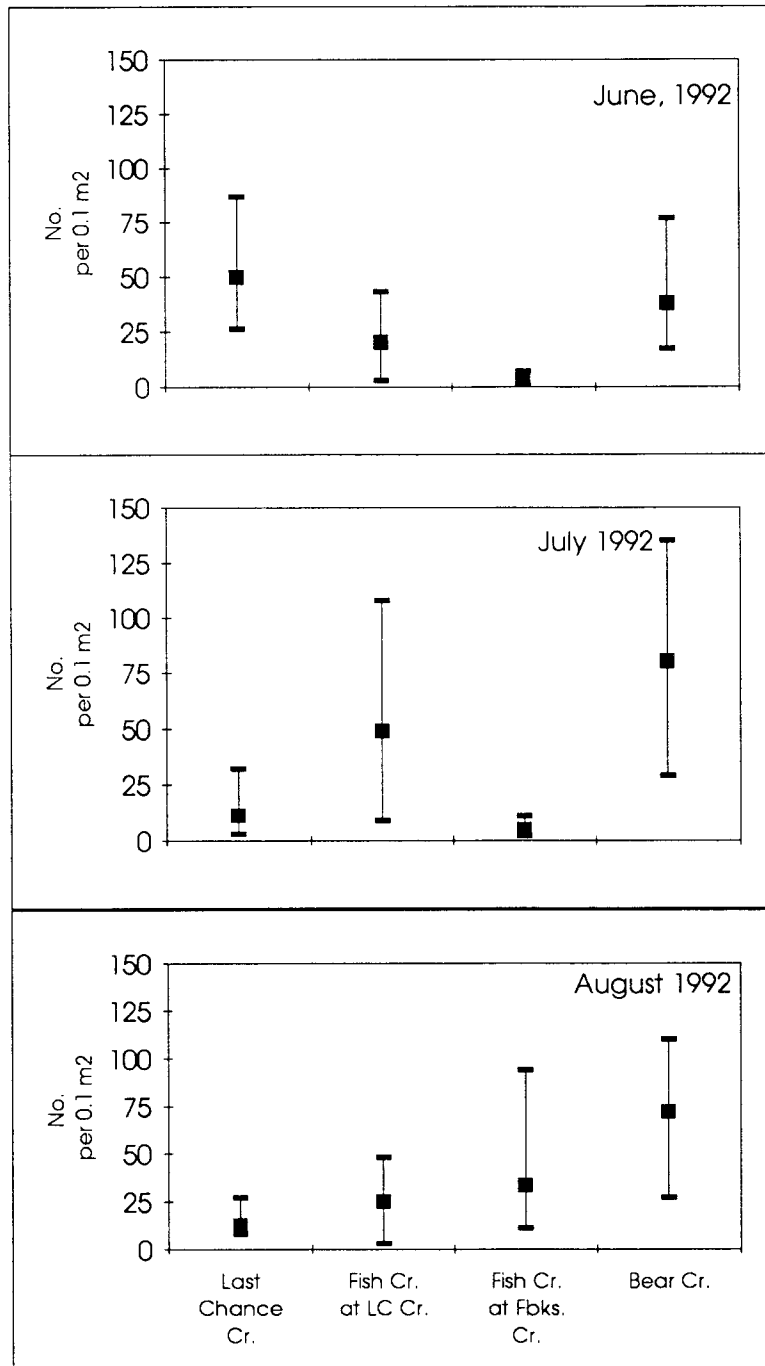 150
125
100
75
50
25
0
No.
per 0.1 m2
June, 1992
150
125
100
75
50
25
0
No.
per 0.1 m2
July 1992
150
125
100
75
50
25
0
No.
per 0.1 m2
August 1992
Last
Chance
Cr.
Fish Cr.
at LC Cr.
Fish Cr.
at Fbks.
Cr.
Bear Cr.